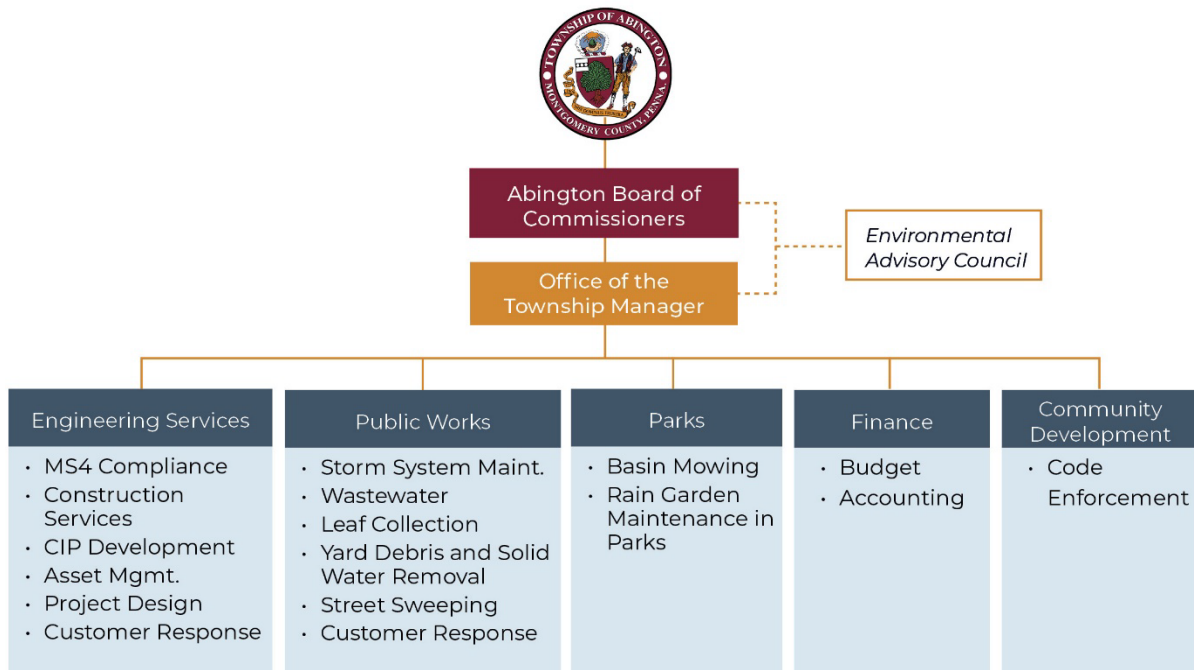 TOWNSHIP OF ABINGTON
MONTGOMERY COUNTY, PENNA.
Abington Board of
Commissioners
Environmental
Advisory Council
Office of the
Township Manager
Engineering Services
• MS4 Compliance
• Construction
Services
• CIP Development
• Asset Mgmt.
• Project Design
• Customer Response
Public Works
• Storm System Maint.
• Wastewater
• Leaf Collection
• Yard Debris and Solid
Water Removal
• Street Sweeping
• Customer Response
Parks
• Basin Mowing
• Rain Garden
Maintenance in
Parks
Finance
• Budget
• Accounting
Community
Development
• Code
Enforcement